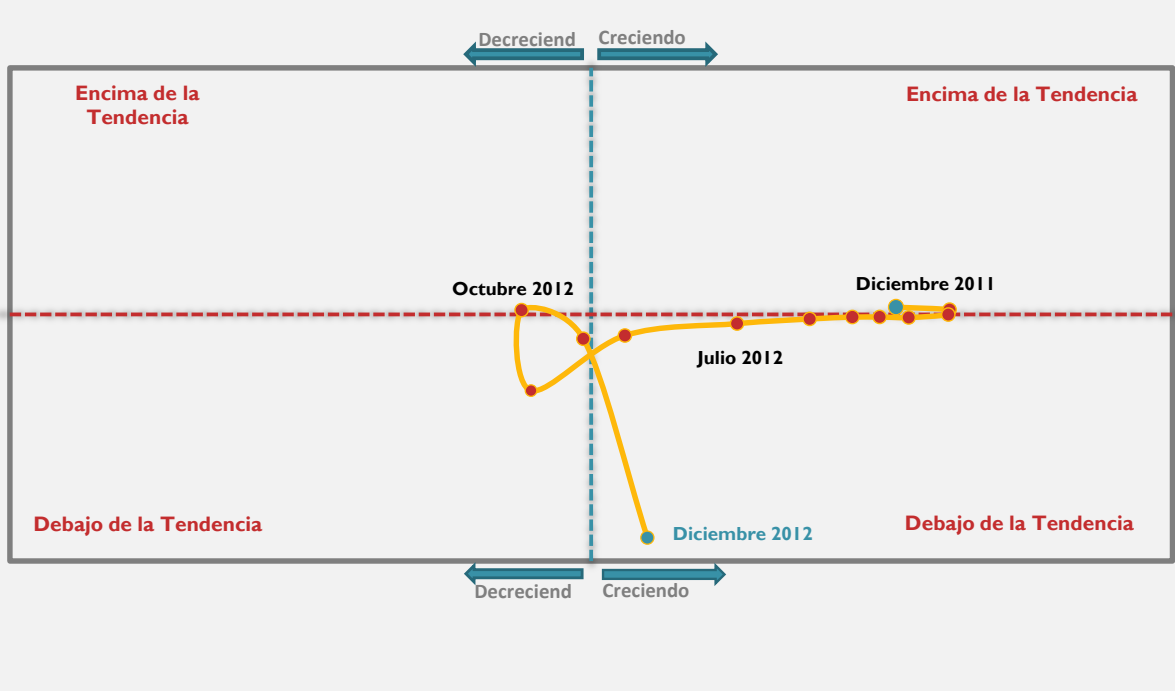 Decreciend
Creciendo
Encima de la
Tendencia
Encima de la Tendencia
Octubre 2012
Diciembre 2011
Julio 2012
Debajo de la Tendencia
Diciembre 2012
Debajo de la Tendencia
Decreciend
Creciendo